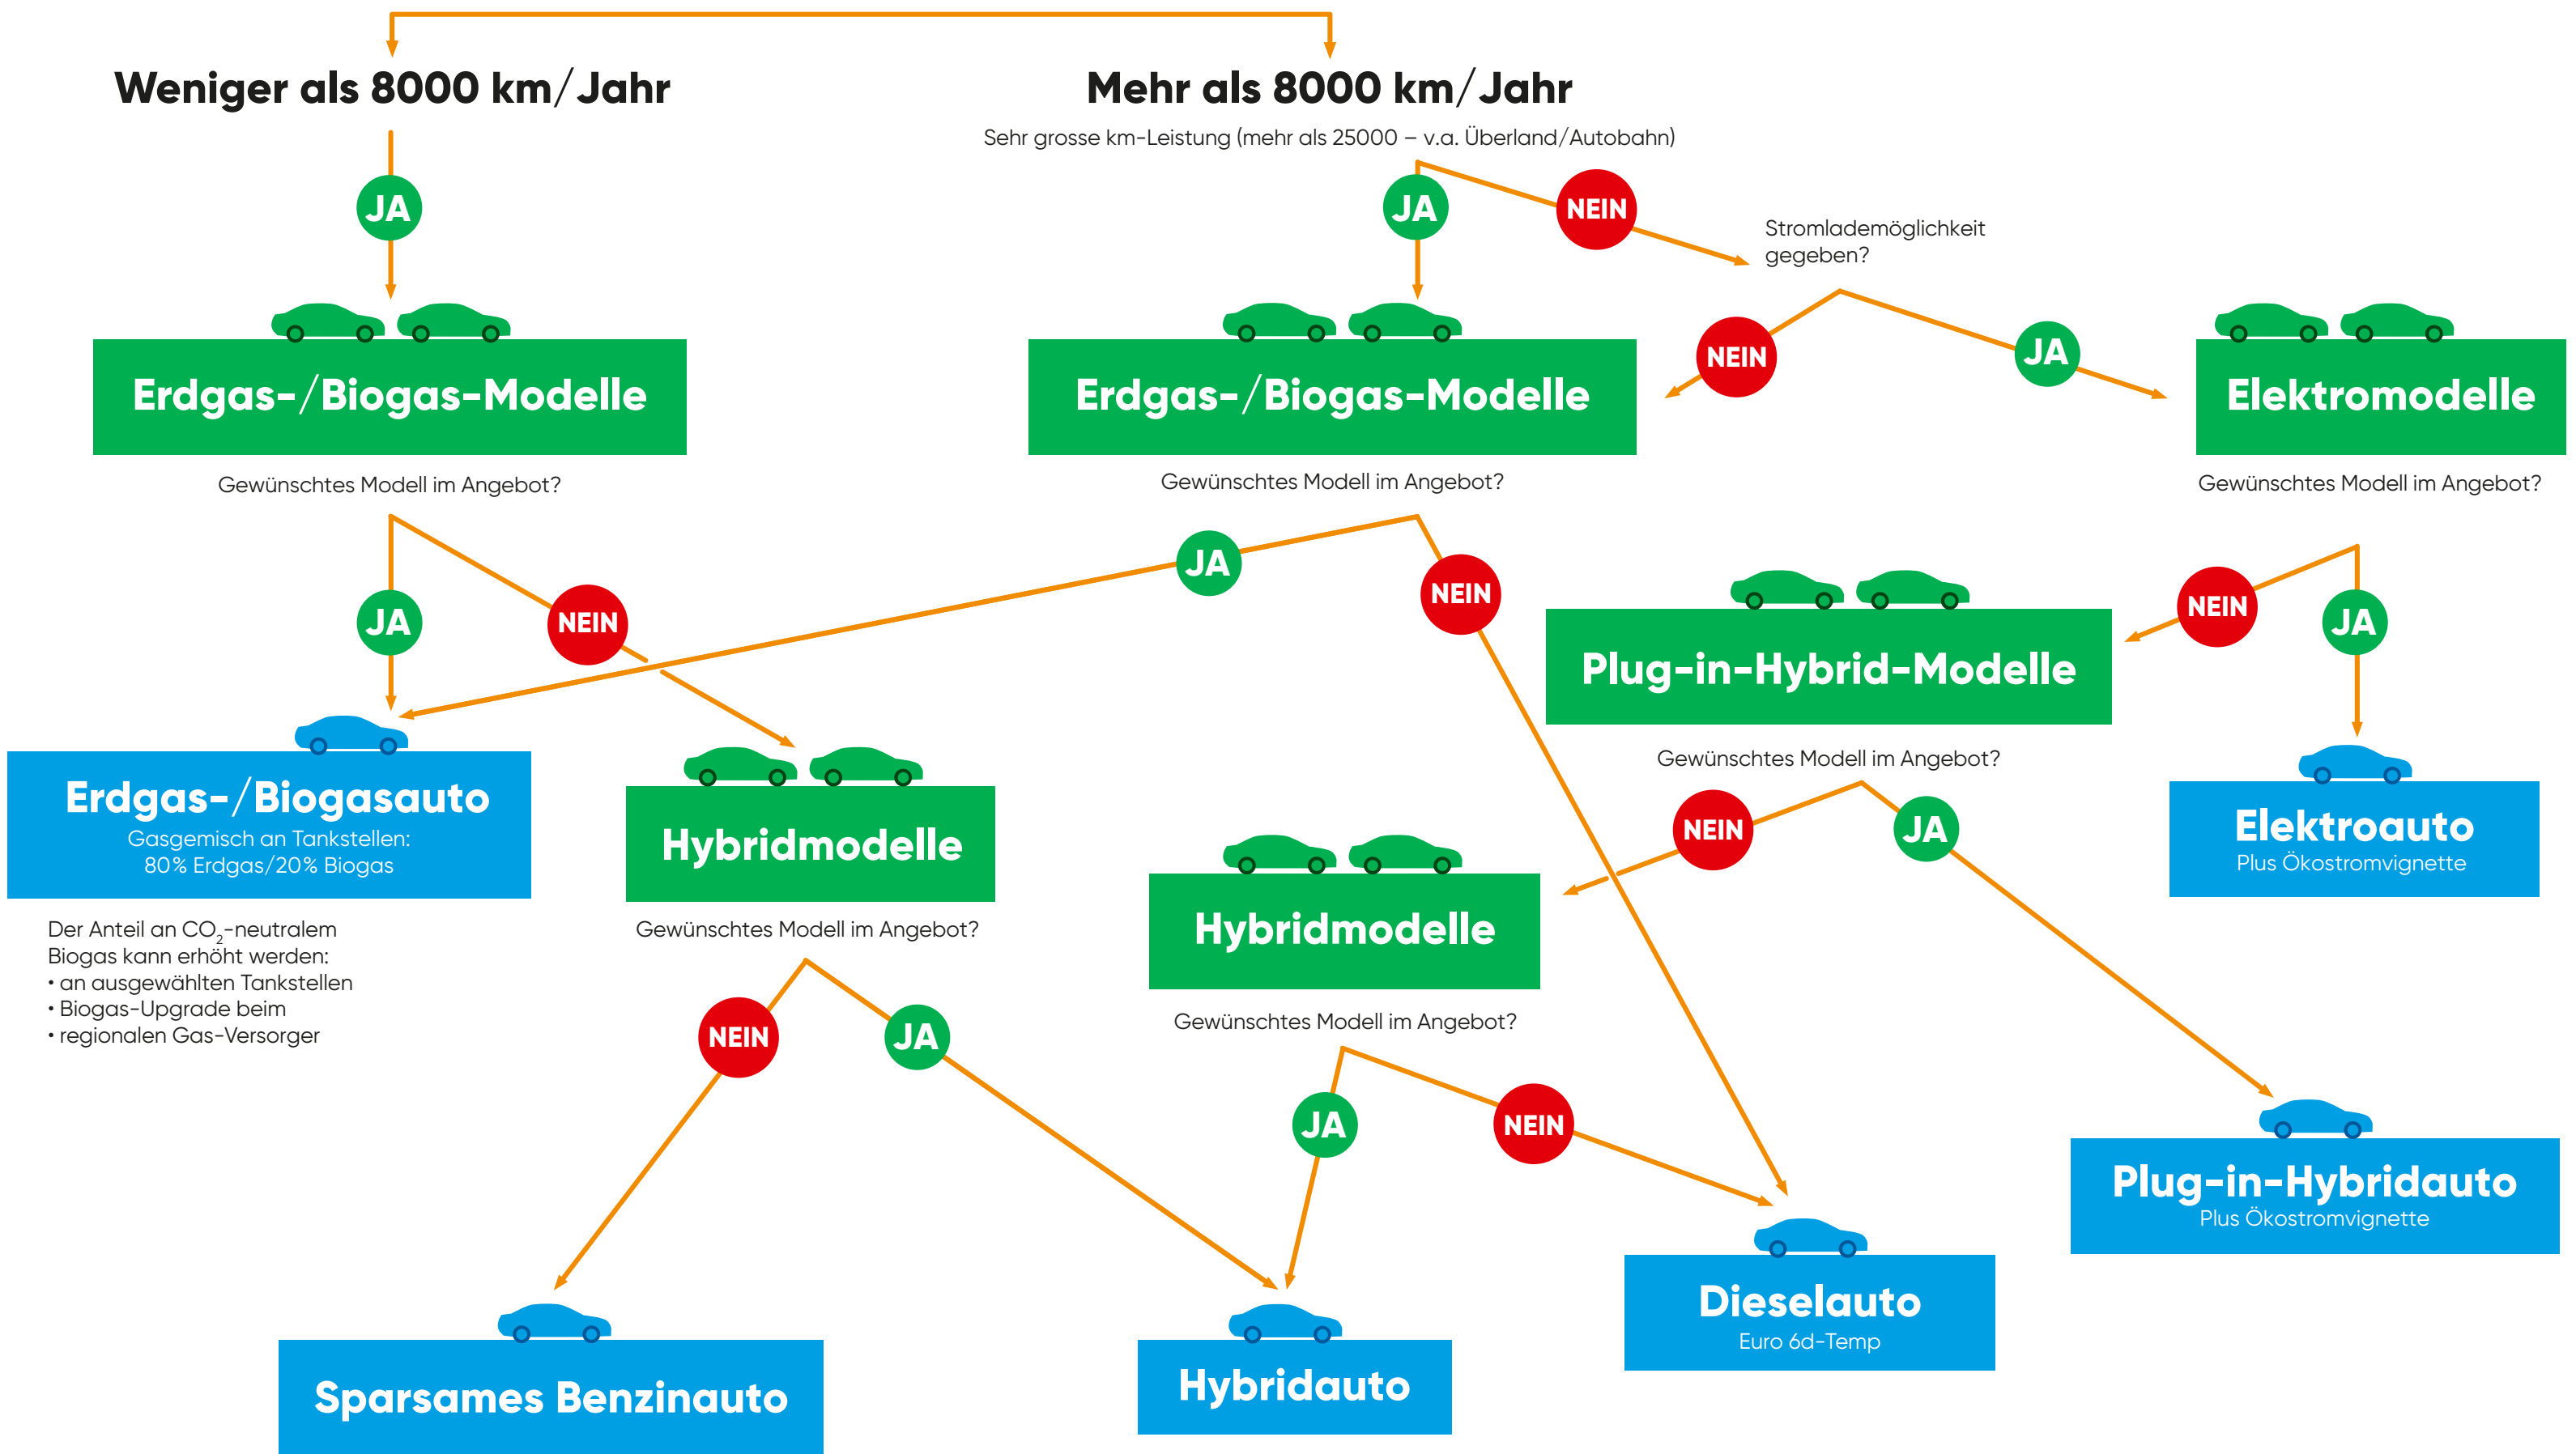 Weniger als 8000 km/Jahr
Mehr als 8000 km/Jahr
Sehr grosse km-Leistung (mehr als 25000 – v.a. Überland/Autobahn)
JA
JA
NEIN
Stromlademöglichkeit
gegeben?
NEIN
JA
Erdgas-/Biogas-Modelle
Erdgas-/Biogas-Modelle
Elektromodelle
Gewünschtes Modell im Angebot?
Gewünschtes Modell im Angebot?
Gewünschtes Modell im Angebot?
JA
NEIN
JA
NEIN
NEIN
JA
Plug-in-Hybrid-Modelle
Gewünschtes Modell im Angebot?
Erdgas-/Biogasauto
Gasgemisch an Tankstellen:
80% Erdgas/20% Biogas
Hybridmodelle
NEIN
JA
Elektroauto
Plus Ökostromvignette
Der Anteil an CO₂-neutralem
Biogas kann erhöht werden:
• an ausgewählten Tankstellen
• Biogas-Upgrade beim
• regionalen Gas-Versorger
Gewünschtes Modell im Angebot?
Hybridmodelle
Gewünschtes Modell im Angebot?
NEIN
JA
JA
NEIN
Plug-in-Hybridauto
Plus Ökostromvignette
Dieselauto
Euro 6d-Temp
Sparsames Benzinauto
Hybridauto